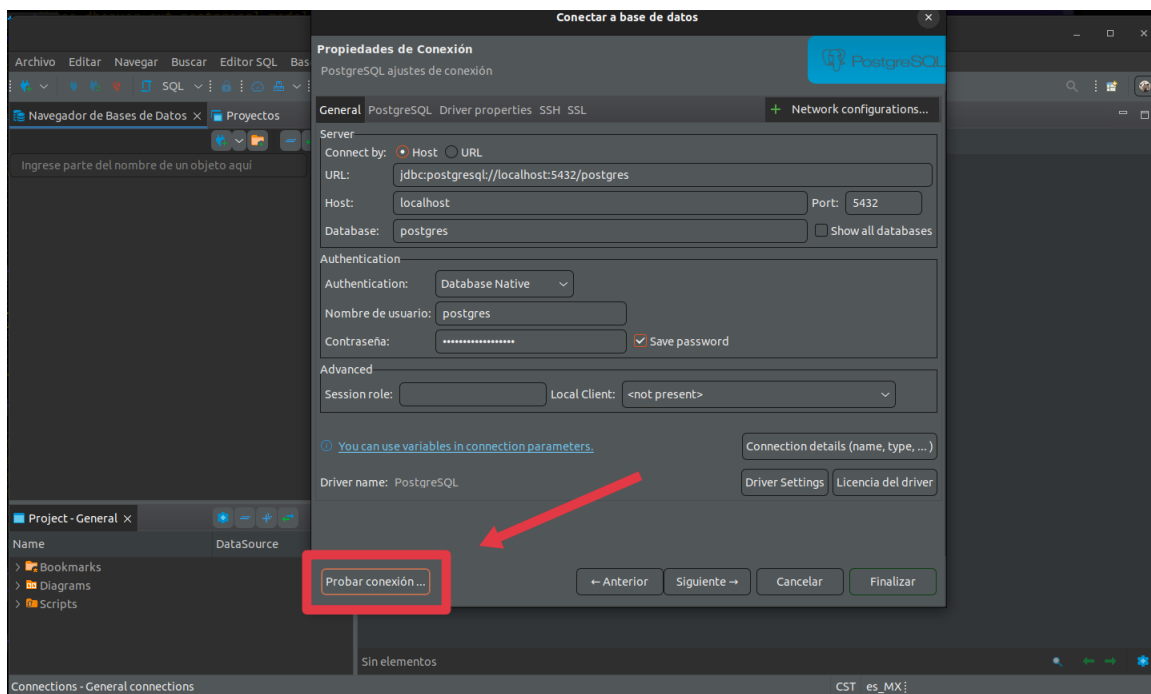 Conectar a base de datos
Propiedades de Conexión
PostgreSQL ajustes de conexión
PostgreSQL
Archivo Editar Navegar Buscar Editor SQL Bas
SQL
Navegador de Bases de Datos
Proyectos
Ingrese parte del nombre de un objeto aqui
General PostgreSQL Driver properties SSH SSL
+ Network configurations...
Server
Connect by: Host URL
URL: jdbc:postgresql://localhost:5432/postgres
Host: localhost Port: 5432
Database: postgres Show all databases
Authentication
Authentication: Database Native
Nombre de usuario: postgres
Contraseña: •••••••••••••••••• Save password
Advanced
Session role: Local Client: <not present>
You can use variables in connection parameters.
Connection details (name, type, ... )
Driver name: PostgreSQL
Driver Settings Licencia del driver
Project - General
Name DataSource
Bookmarks
Diagrams
Scripts
Probar conexión ...
← Anterior Siguiente → Cancelar Finalizar
Sin elementos
Connections - General connections
CST es_MX